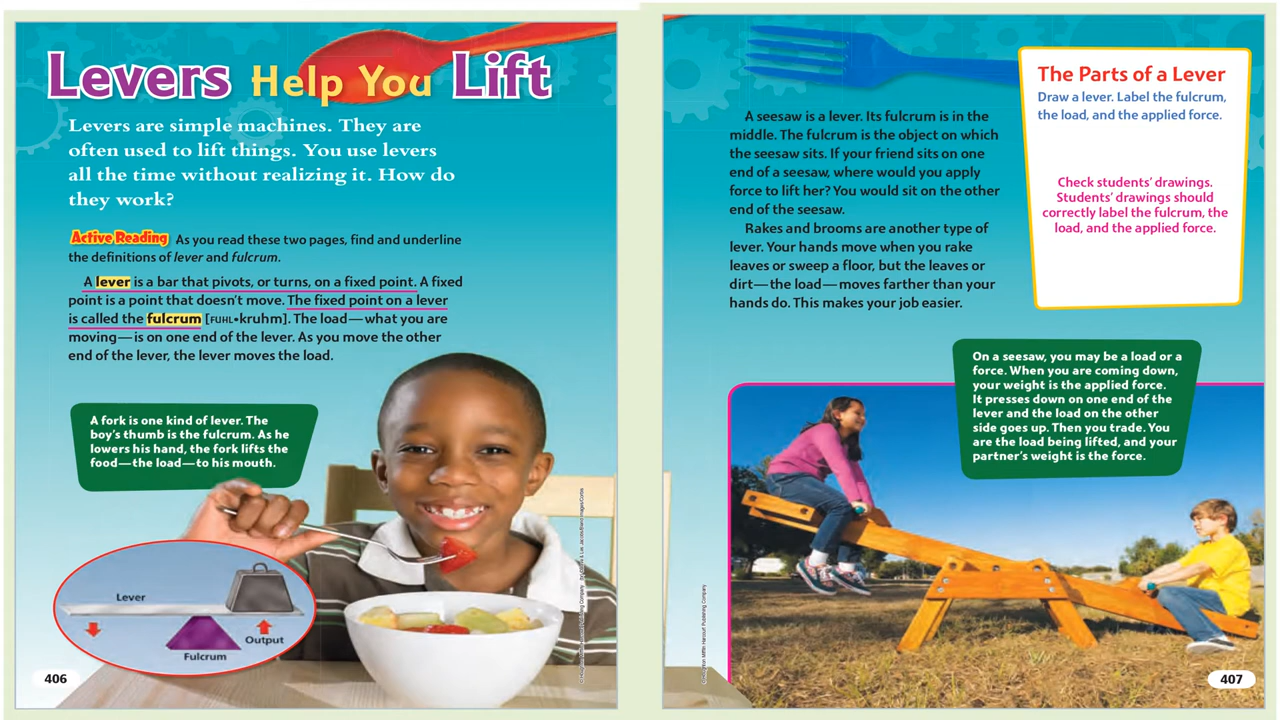 Levers Help You Lift
Levers are simple machines. They are
often used to lift things. You use levers
all the time without realizing it. How do
they work?
Active Reading As you read these two pages, find and underline
the definitions of lever and fulcrum.
A lever is a bar that pivots, or turns, on a fixed point. A fixed
point is a point that doesn't move. The fixed point on a lever
is called the fulcrum [FUHL•kruhm]. The load—what you are
moving—is on one end of the lever. As you move the other
end of the lever, the lever moves the load.
A fork is one kind of lever. The
boy's thumb is the fulcrum. As he
lowers his hand, the fork lifts the
food—the load—to his mouth.
Lever
Output
Fulcrum
406
A seesaw is a lever. Its fulcrum is in the
middle. The fulcrum is the object on which
the seesaw sits. If your friend sits on one
end of a seesaw, where would you apply
force to lift her? You would sit on the other
end of the seesaw.
Rakes and brooms are another type of
lever. Your hands move when you rake
leaves or sweep a floor, but the leaves or
dirt—the load—moves farther than your
hands do. This makes your job easier.
The Parts of a Lever
Draw a lever. Label the fulcrum,
the load, and the applied force.
Check students' drawings.
Students' drawings should
correctly label the fulcrum, the
load, and the applied force.
On a seesaw, you may be a load or a
force. When you are coming down,
your weight is the applied force.
It presses down on one end of the
lever and the load on the other
side goes up. Then you trade. You
are the load being lifted, and your
partner's weight is the force.
© Houghton Mifflin Harcourt Publishing Company
407